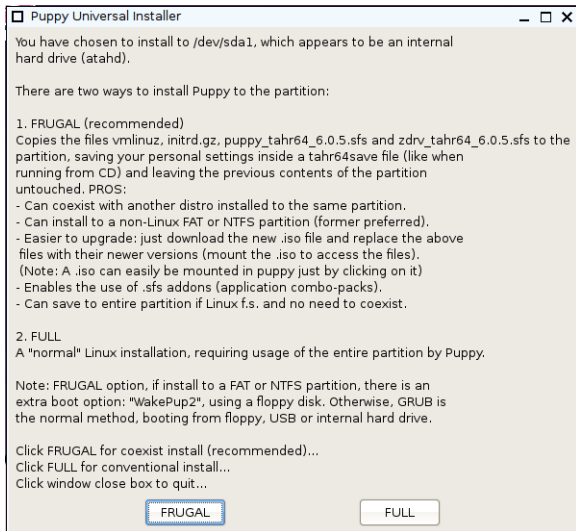 Puppy Universal Installer
You have chosen to install to /dev/sda1, which appears to be an internal
hard drive (atahd).
There are two ways to install Puppy to the partition:
1. FRUGAL (recommended)
Copies the files vmlinuz, initrd.gz, puppy_tahr64_6.0.5.sfs and zdrv_tahr64_6.0.5.sfs to the
partition, saving your personal settings inside a tahr64save file (like when
running from CD) and leaving the previous contents of the partition
untouched. PROS:
- Can coexist with another distro installed to the same partition.
- Can install to a non-Linux FAT or NTFS partition (former preferred).
- Easier to upgrade: just download the new .iso file and replace the above
files with their newer versions (mount the .iso to access the files).
(Note: A .iso can easily be mounted in puppy just by clicking on it)
- Enables the use of .sfs addons (application combo-packs).
- Can save to entire partition if Linux f.s. and no need to coexist.
2. FULL
A "normal" Linux installation, requiring usage of the entire partition by Puppy.
Note: FRUGAL option, if install to a FAT or NTFS partition, there is an
extra boot option: "WakePup2", using a floppy disk. Otherwise, GRUB is
the normal method, booting from floppy, USB or internal hard drive.
Click FRUGAL for coexist install (recommended)...
Click FULL for conventional install...
Click window close box to quit...
FRUGAL FULL